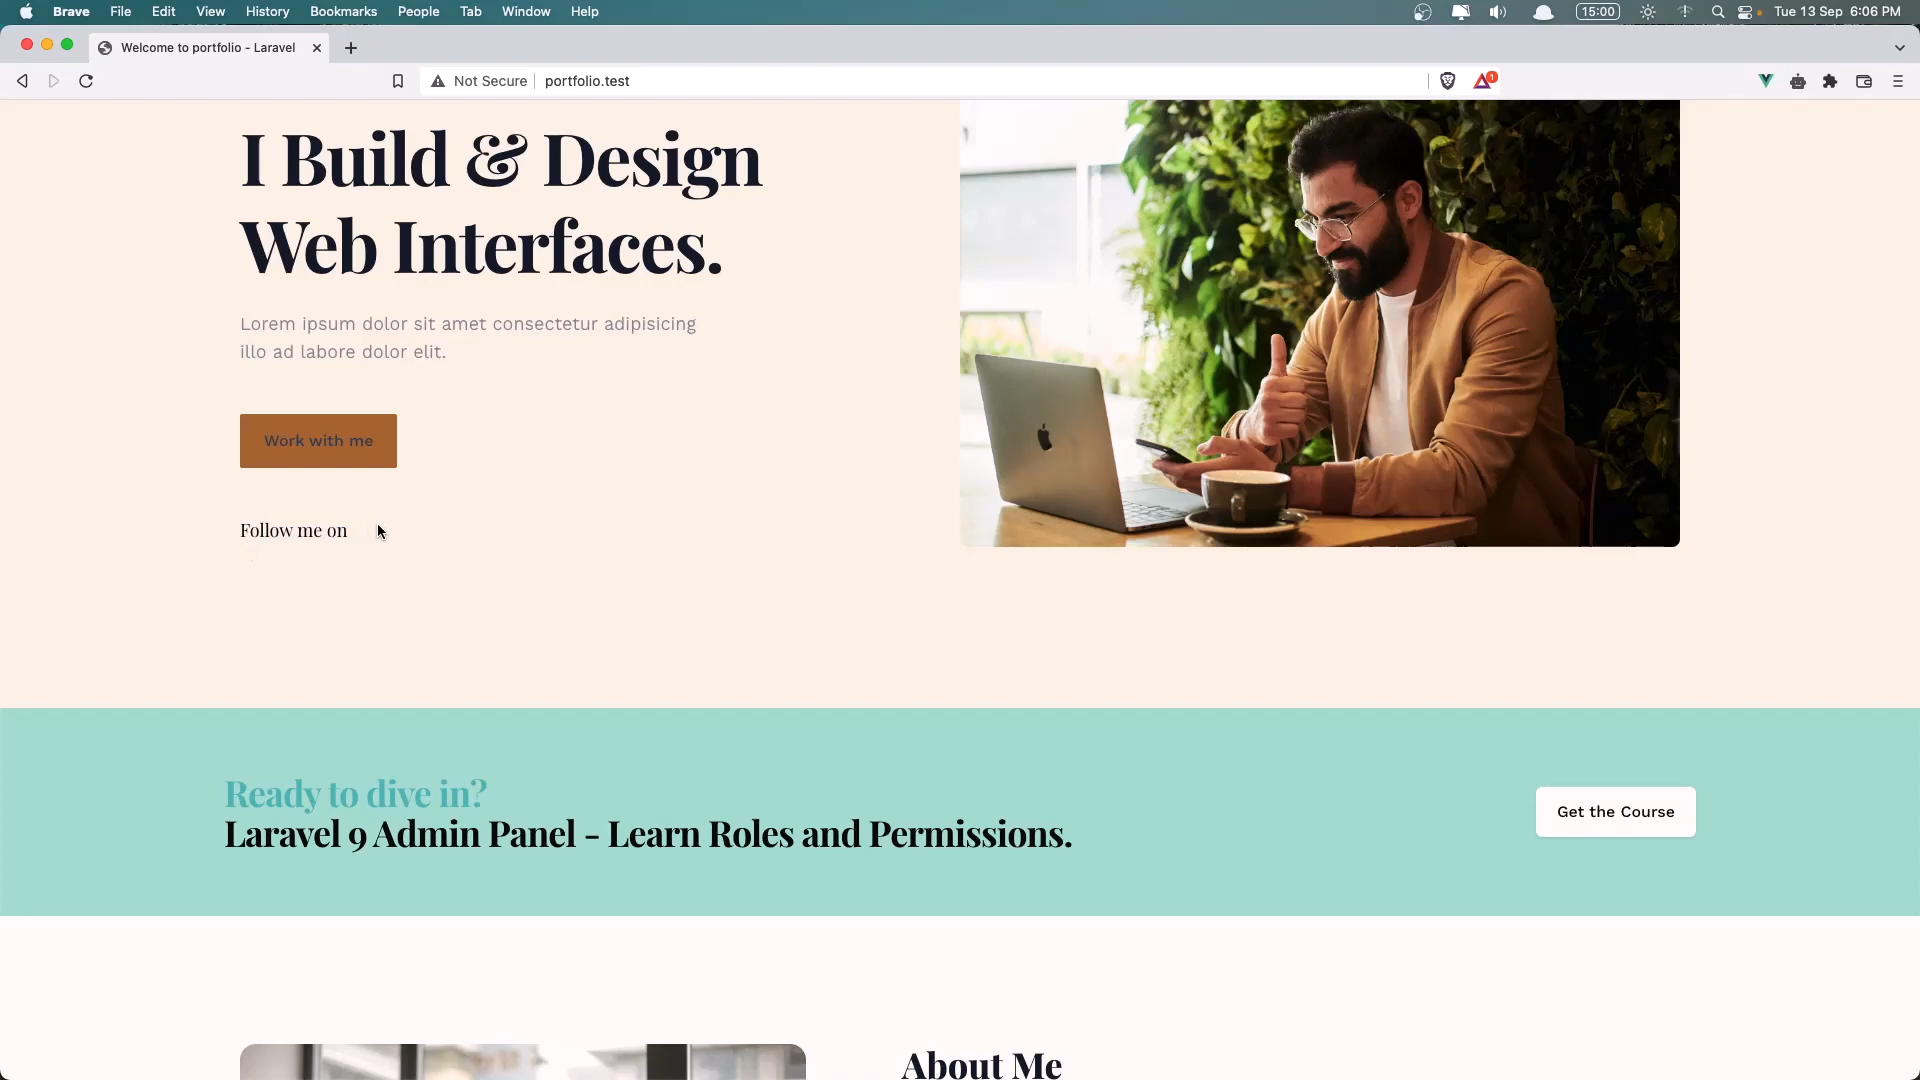 Brave File Edit View History Bookmarks People Tab Window Help 15:00 Tue 13 Sep 6:06 PM
Welcome to portfolio - Laravel
Not Secure portfolio.test 1
I Build & Design
Web Interfaces.
Lorem ipsum dolor sit amet consectetur adipisicing
illo ad labore dolor elit.
Work with me
Follow me on
Ready to dive in?
Laravel 9 Admin Panel - Learn Roles and Permissions.
Get the Course
About Me